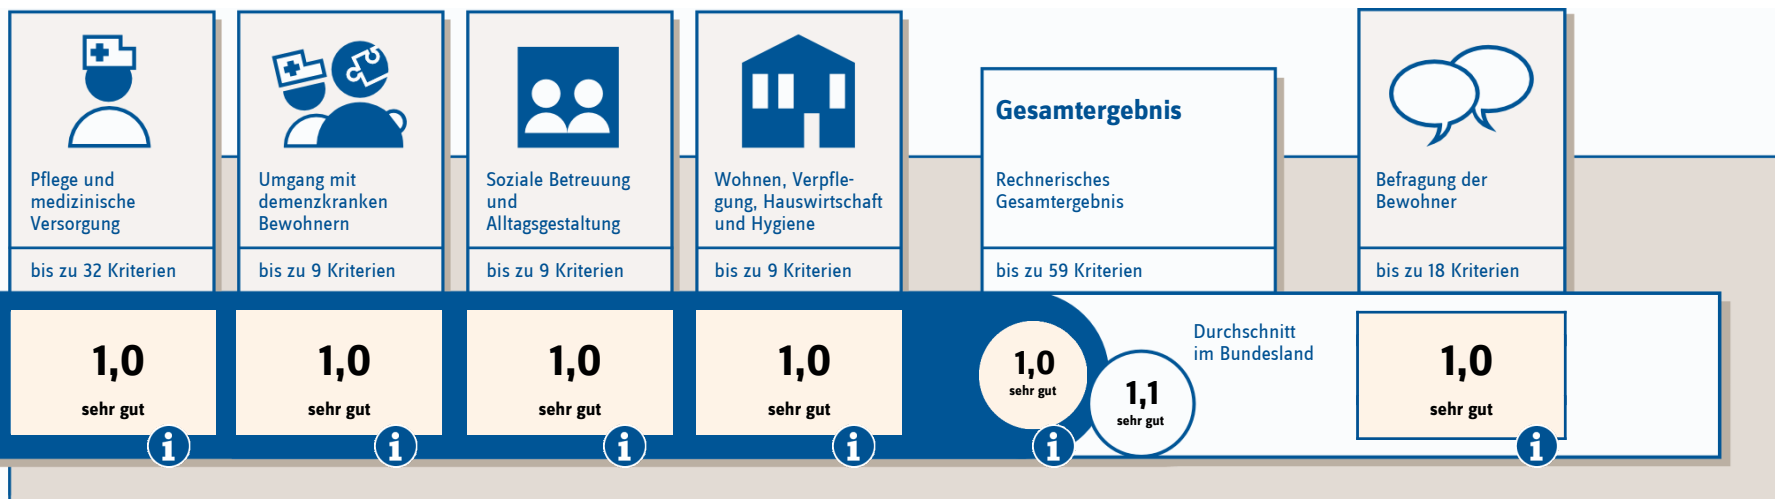 Pflege und
medizinische
Versorgung
bis zu 32 Kriterien
1,0
sehr gut
Umgang mit
demenzkranken
Bewohnern
bis zu 9 Kriterien
1,0
sehr gut
Soziale Betreuung
und
Alltagsgestaltung
bis zu 9 Kriterien
1,0
sehr gut
Wohnen, Verpfle-
gung, Hauswirtschaft
und Hygiene
bis zu 9 Kriterien
1,0
sehr gut
Gesamtergebnis
Rechnerisches
Gesamtergebnis
bis zu 59 Kriterien
1,0
sehr gut
1,1
sehr gut
Durchschnitt
im Bundesland
Befragung der
Bewohner
bis zu 18 Kriterien
1,0
sehr gut